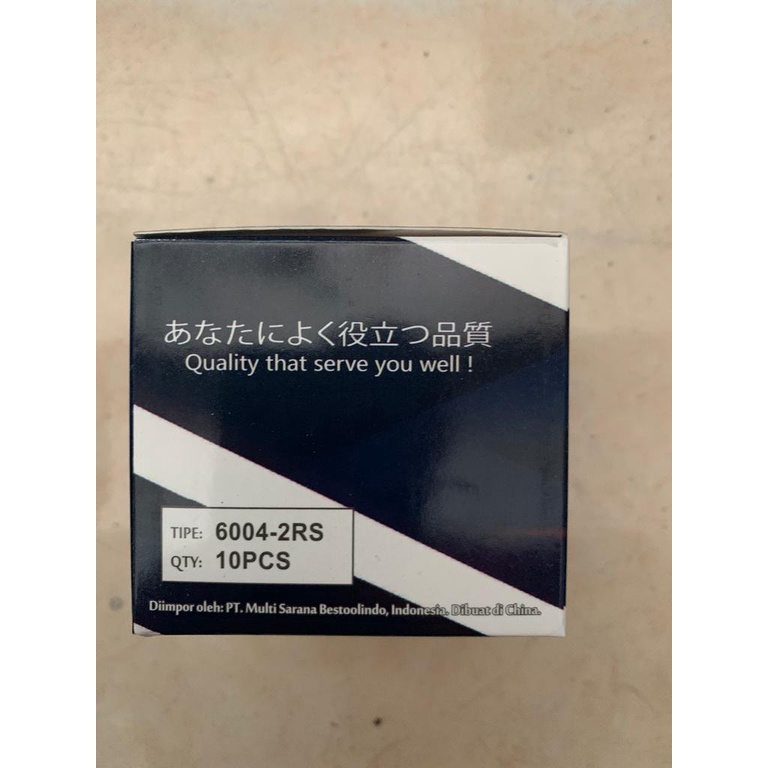 あなたによく役立つ品質
Quality that serve you well !
TIPE: 6004-2RS
QTY: 10PCS
Diimpor oleh: PT. Multi Sarana Bestoolindo, Indonesia. Dibuat di China.